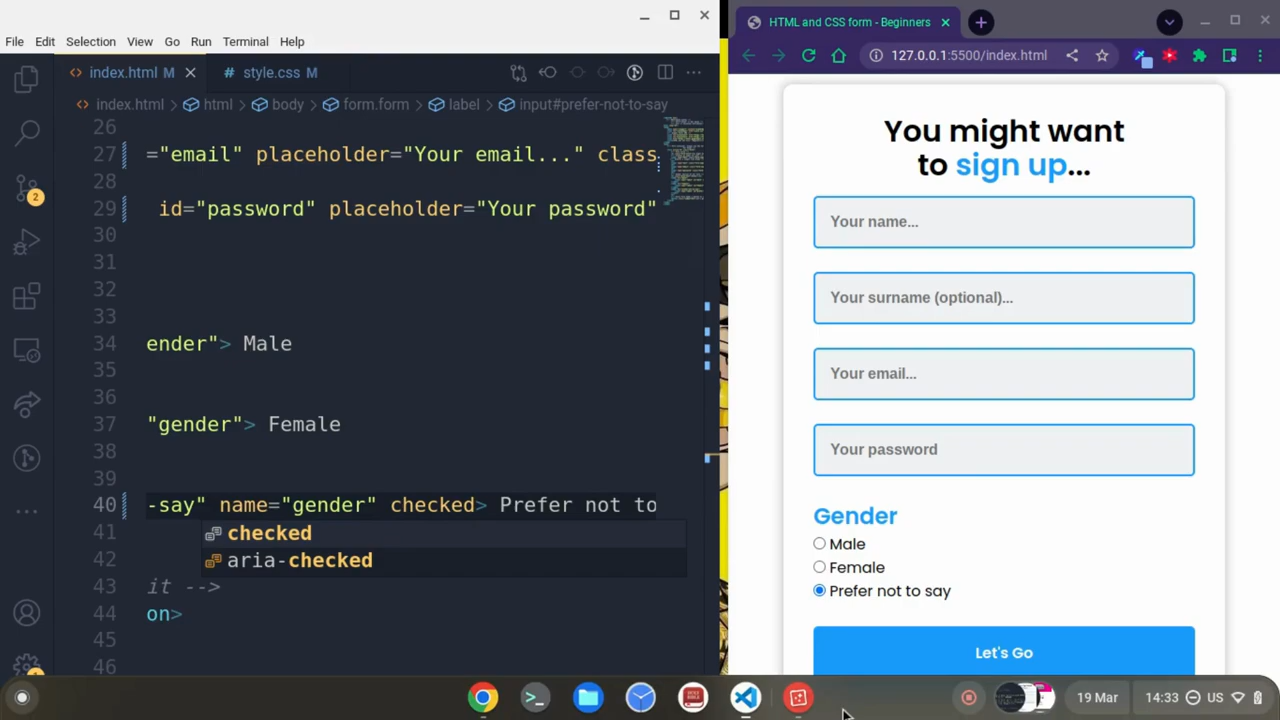 File Edit Selection View Go Run Terminal Help
index.html M
style.css M
index.html > html > body > form.form > label > input#prefer-not-to-say
26
27 ="email" placeholder="Your email..." class
28
29 id="password" placeholder="Your password"
30
31
32
33
34 ender"> Male
35
36
37 "gender"> Female
38
39
40 -say" name="gender" checked> Prefer not to
41 checked
42 aria-checked
43 it -->
44 on>
45
46
2
HTML and CSS form - Beginners
127.0.0.1:5500/index.html
You might want
to sign up...
Your name...
Your surname (optional)...
Your email...
Your password
Gender
Male
Female
Prefer not to say
Let's Go
19 Mar
14:33 US